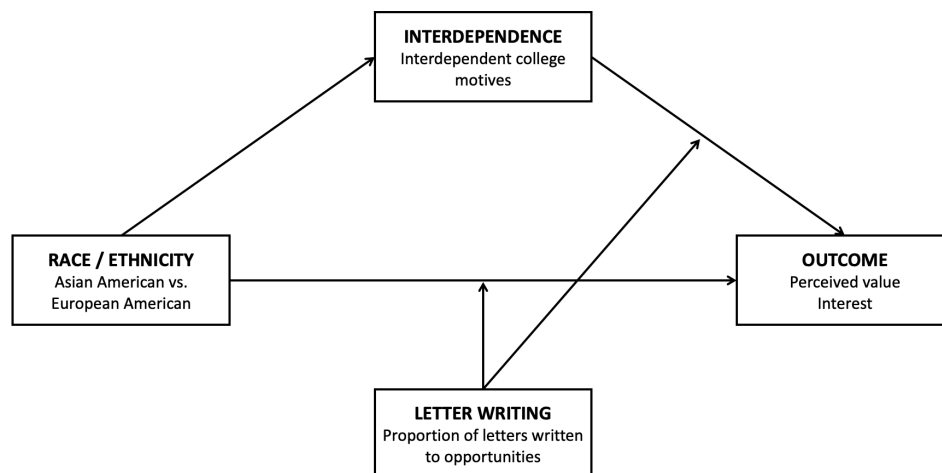 INTERDEPENDENCE
Interdependent college
motives
RACE / ETHNICITY
Asian American vs.
European American
OUTCOME
Perceived value
Interest
LETTER WRITING
Proportion of letters written
to opportunities